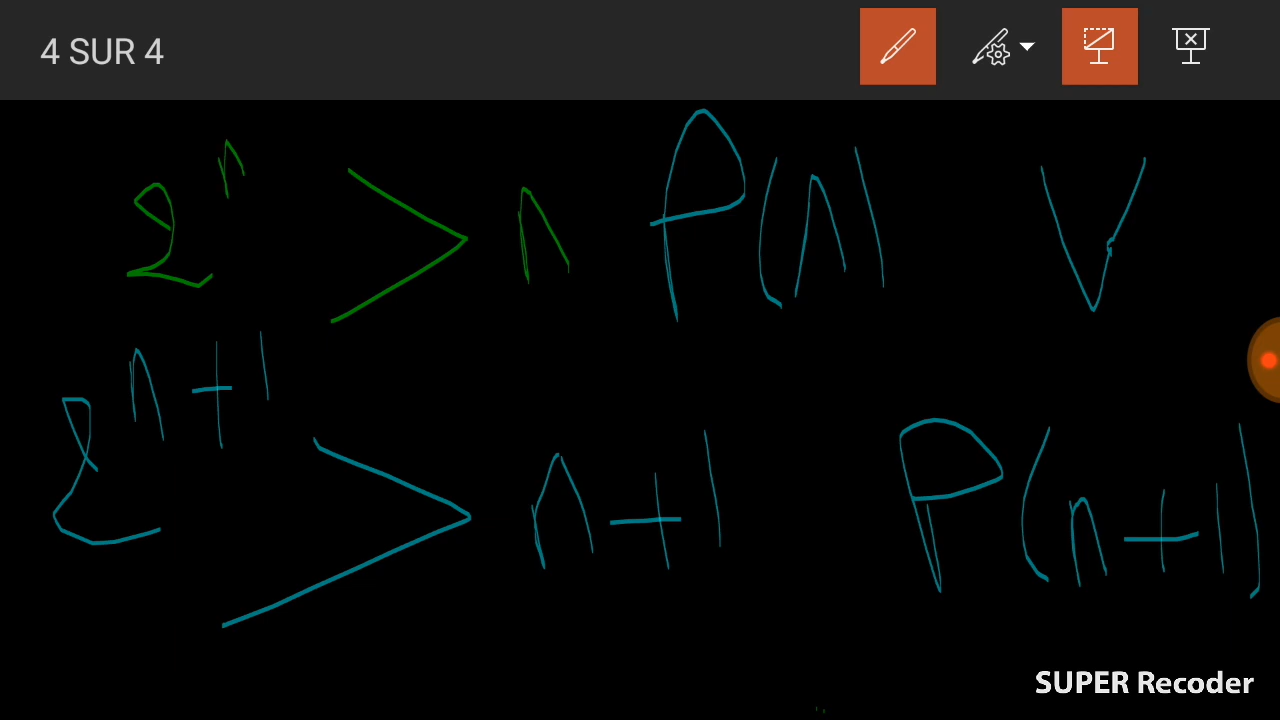 4 SUR 4
2^n > n P(n) V
2^{n+1} > n+1 P(n+1)
SUPER Recoder